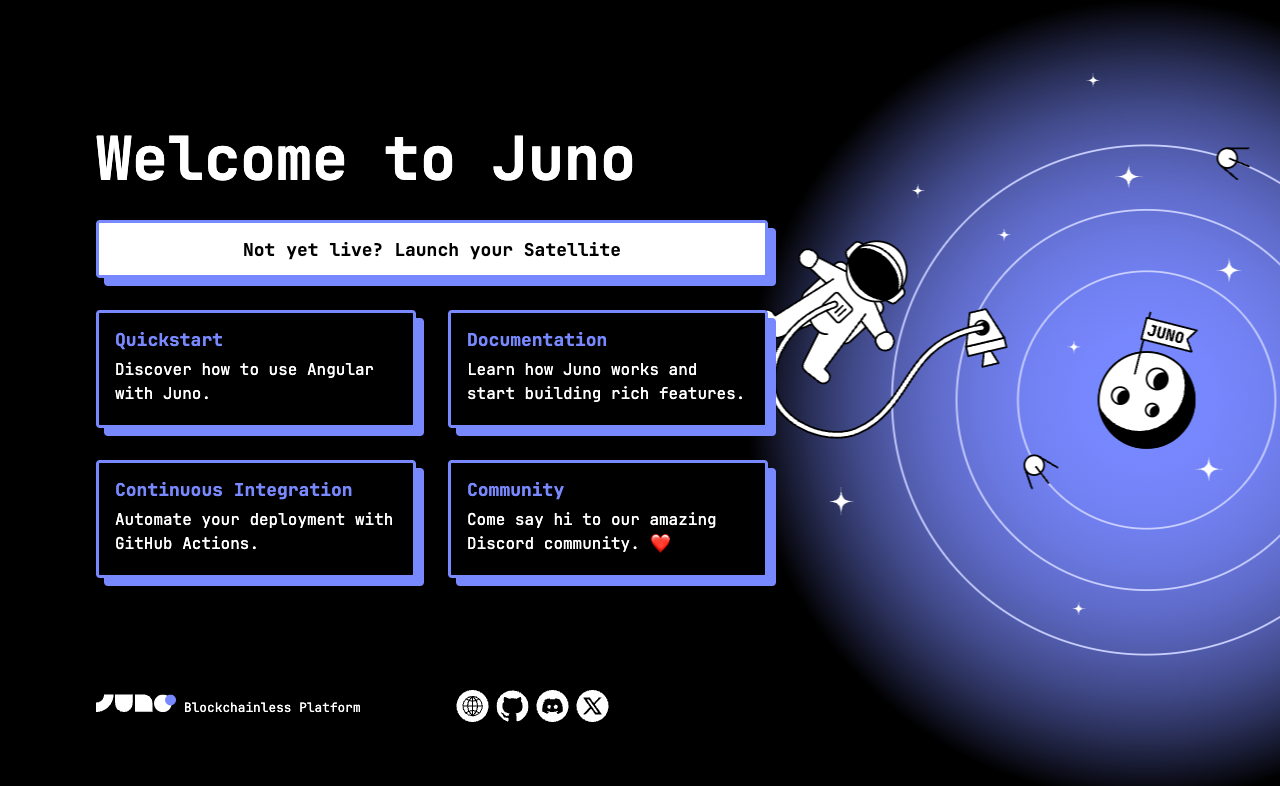 Welcome to Juno
Not yet live? Launch your Satellite
Quickstart
Discover how to use Angular
with Juno.
Documentation
Learn how Juno works and
start building rich features.
Continuous Integration
Automate your deployment with
GitHub Actions.
Community
Come say hi to our amazing
Discord community. ❤️
JUNO
juno Blockchainless Platform